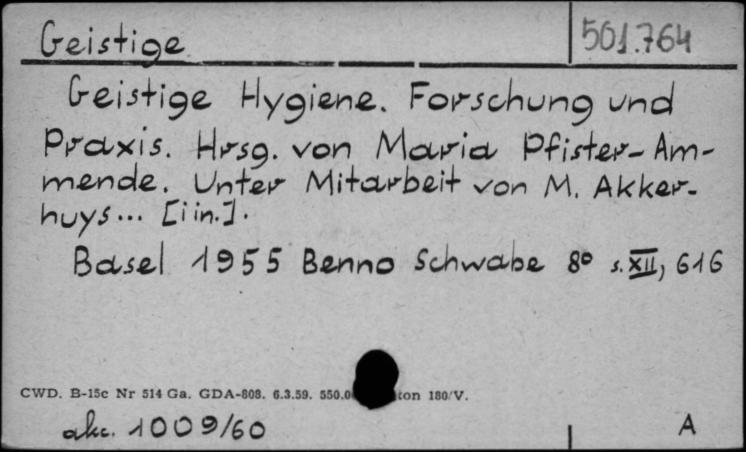 Geistige
501.764
Geistige Hygiene. Forschung und
Praxis. Hrsg. von Maria Pfister-Am-
mende. Unter Mitarbeit von M. Akker-
huys... [i in.].
Basel 1955 Benno Schwabe 8° s. XII, 616
CWD. B-15c Nr 514 Ga. GDA-808. 6.3.59. 550.0 ton 180/V.
akc. 1009/60
A